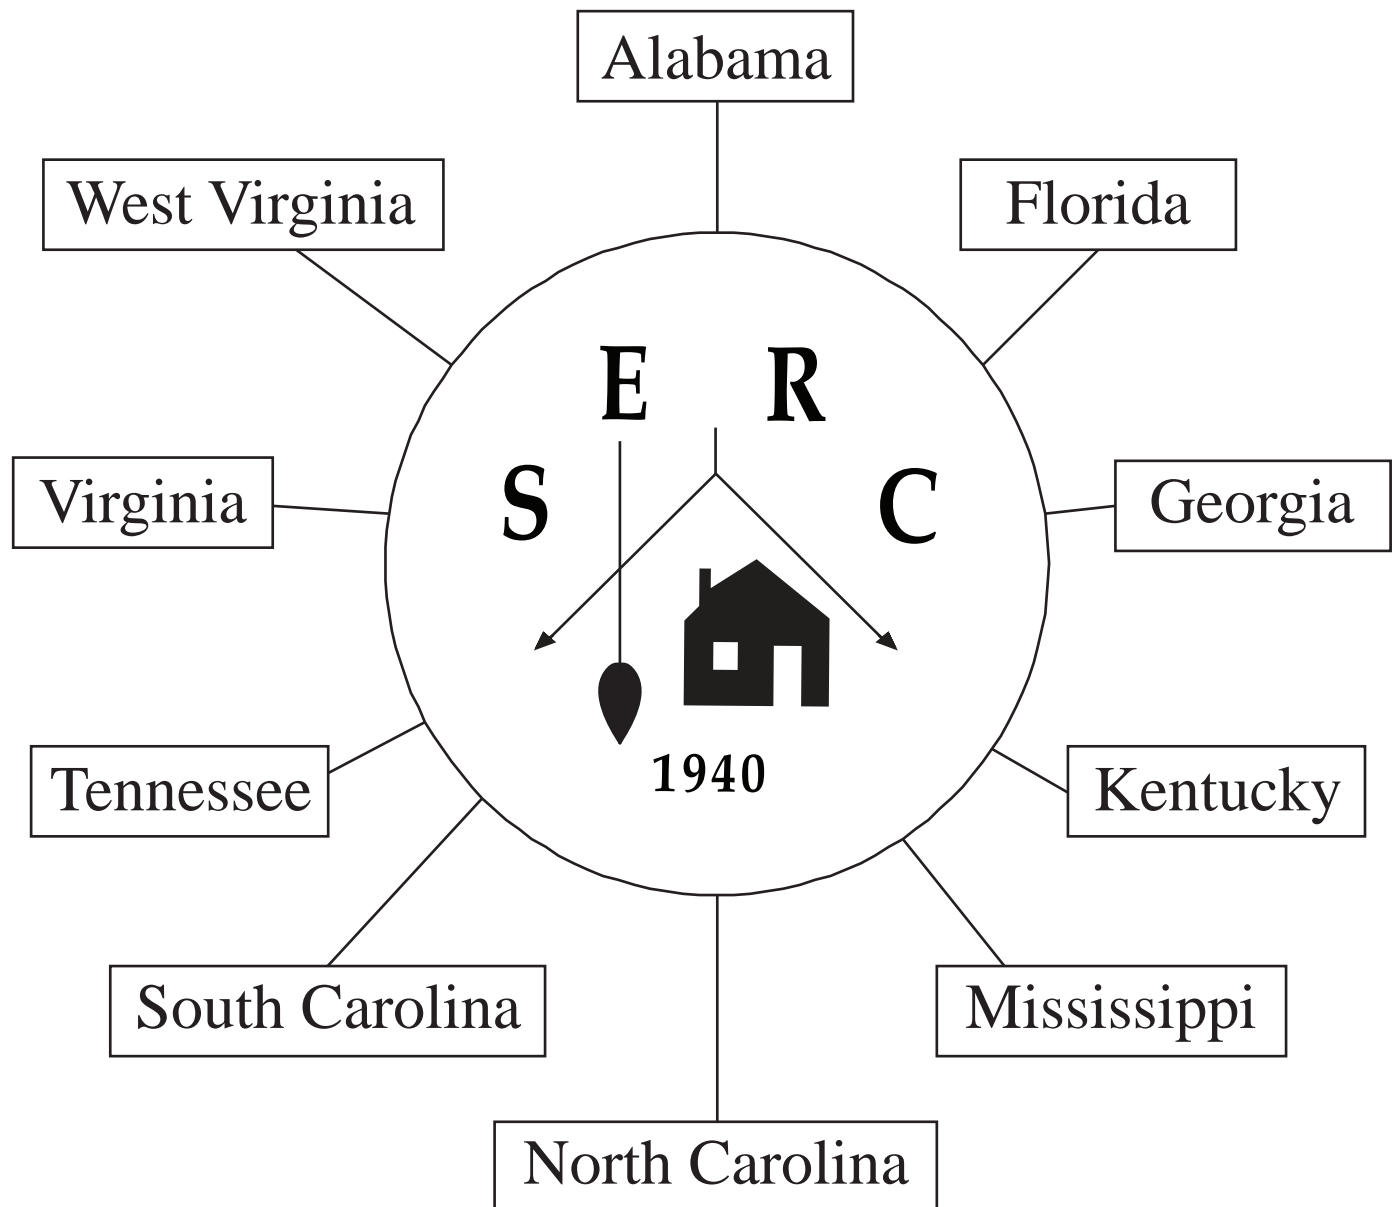 Alabama
West Virginia
Florida
E R
S C
Virginia
Georgia
Tennessee
Kentucky
1940
South Carolina
Mississippi
North Carolina